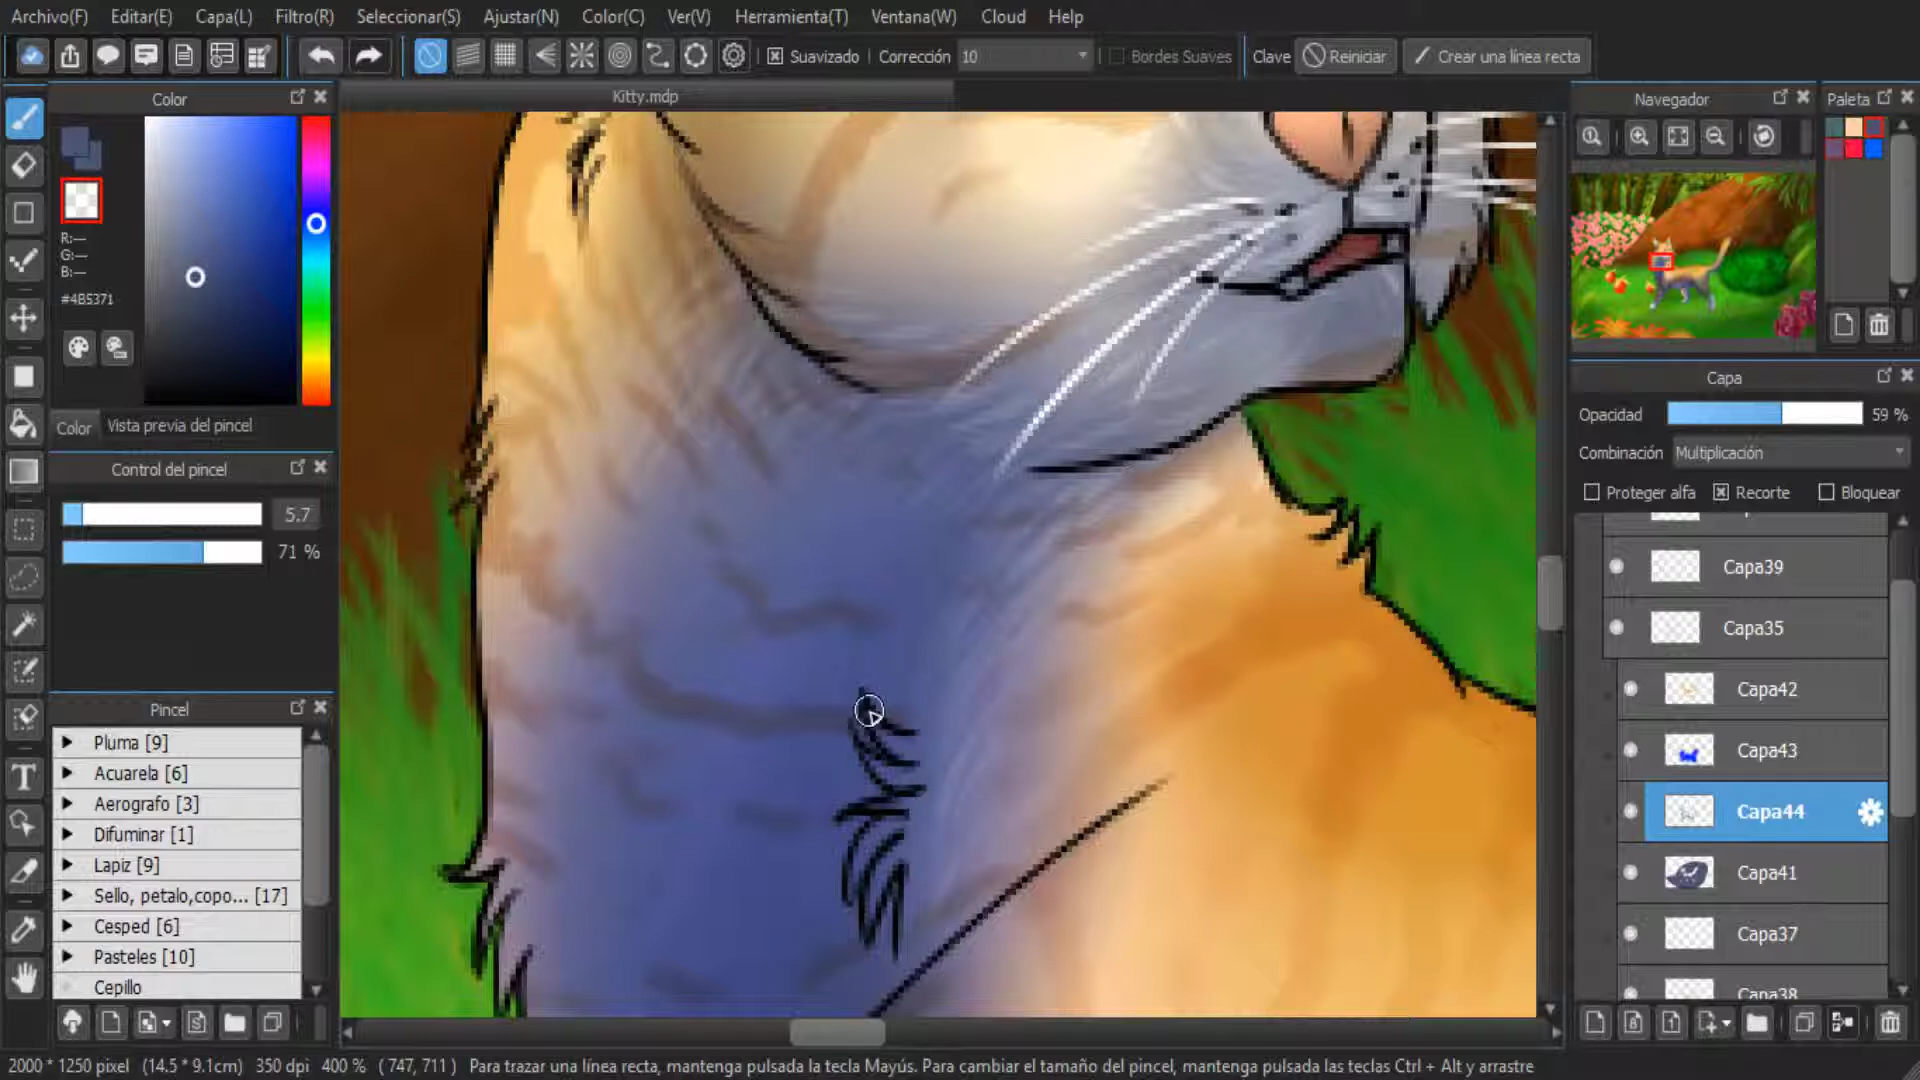 Archivo(F) Editar(E) Capa(L) Filtro(R) Seleccionar(S) Ajustar(N) Color(C) Ver(V) Herramienta(T) Ventana(W) Cloud Help
Suavizado Corrección 10 Bordes Suaves Clave Reiniciar Crear una línea recta
Color
Kitty.mdp
Navegador
Paleta
R:---
G:---
B:---
#4B5371
Color Vista previa del pincel
Control del pincel
5.7
71 %
Pincel
Pluma [9]
Acuarela [6]
Aerografo [3]
Difuminar [1]
Lapiz [9]
Sello, petalo,copo... [17]
Cesped [6]
Pasteles [10]
Cepillo
Capa
Opacidad 59 %
Combinación Multiplicación
Proteger alfa Recorte Bloquear
Capa39
Capa35
Capa42
Capa43
Capa44
Capa41
Capa37
Capa38
2000 * 1250 pixel (14.5 * 9.1cm) 350 dpi 400 % ( 747, 711 ) Para trazar una línea recta, mantenga pulsada la tecla Mayús. Para cambiar el tamaño del pincel, mantenga pulsadas las teclas Ctrl + Alt y arrastre